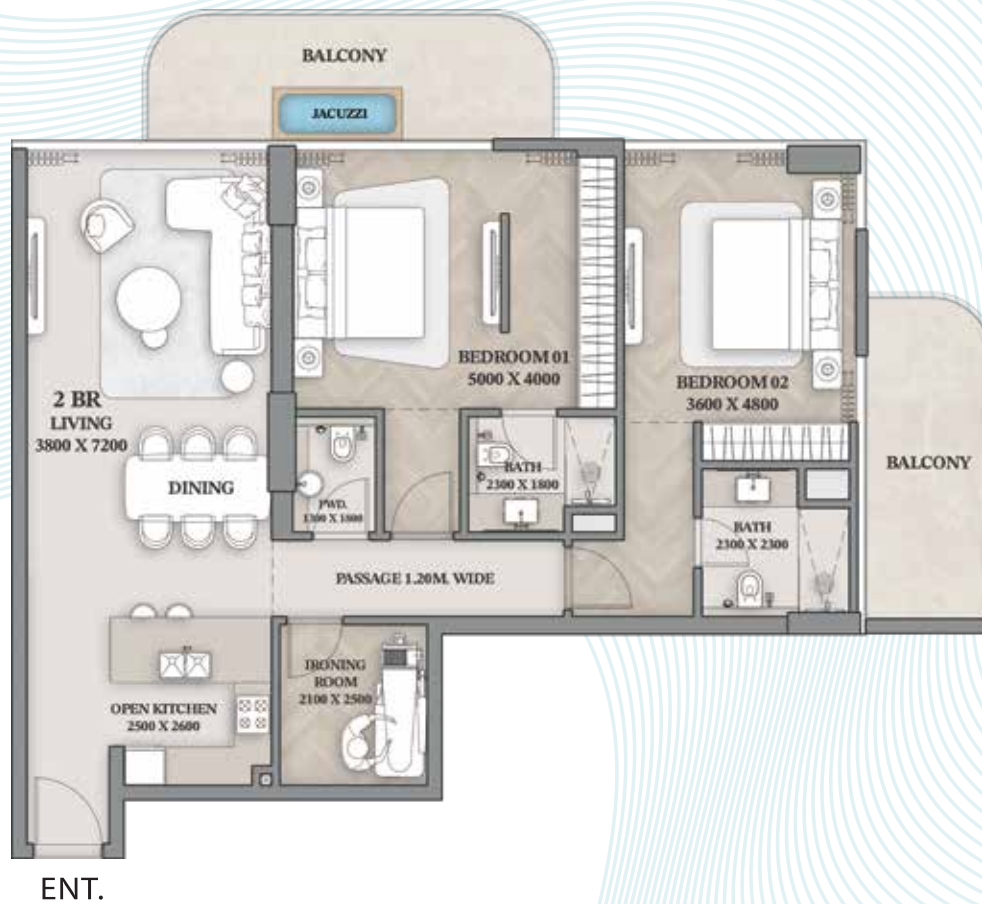 BALCONY
JACUZZI
BEDROOM 01
5000 X 4000
BEDROOM 02
3600 X 4800
2 BR
LIVING
3800 X 7200
BALCONY
DINING
BATH
2300 X 1800
PWD.
1300 X 1800
BATH
2300 X 2300
PASSAGE 1.20M. WIDE
IRONING
ROOM
2100 X 2500
OPEN KITCHEN
2500 X 2600
ENT.